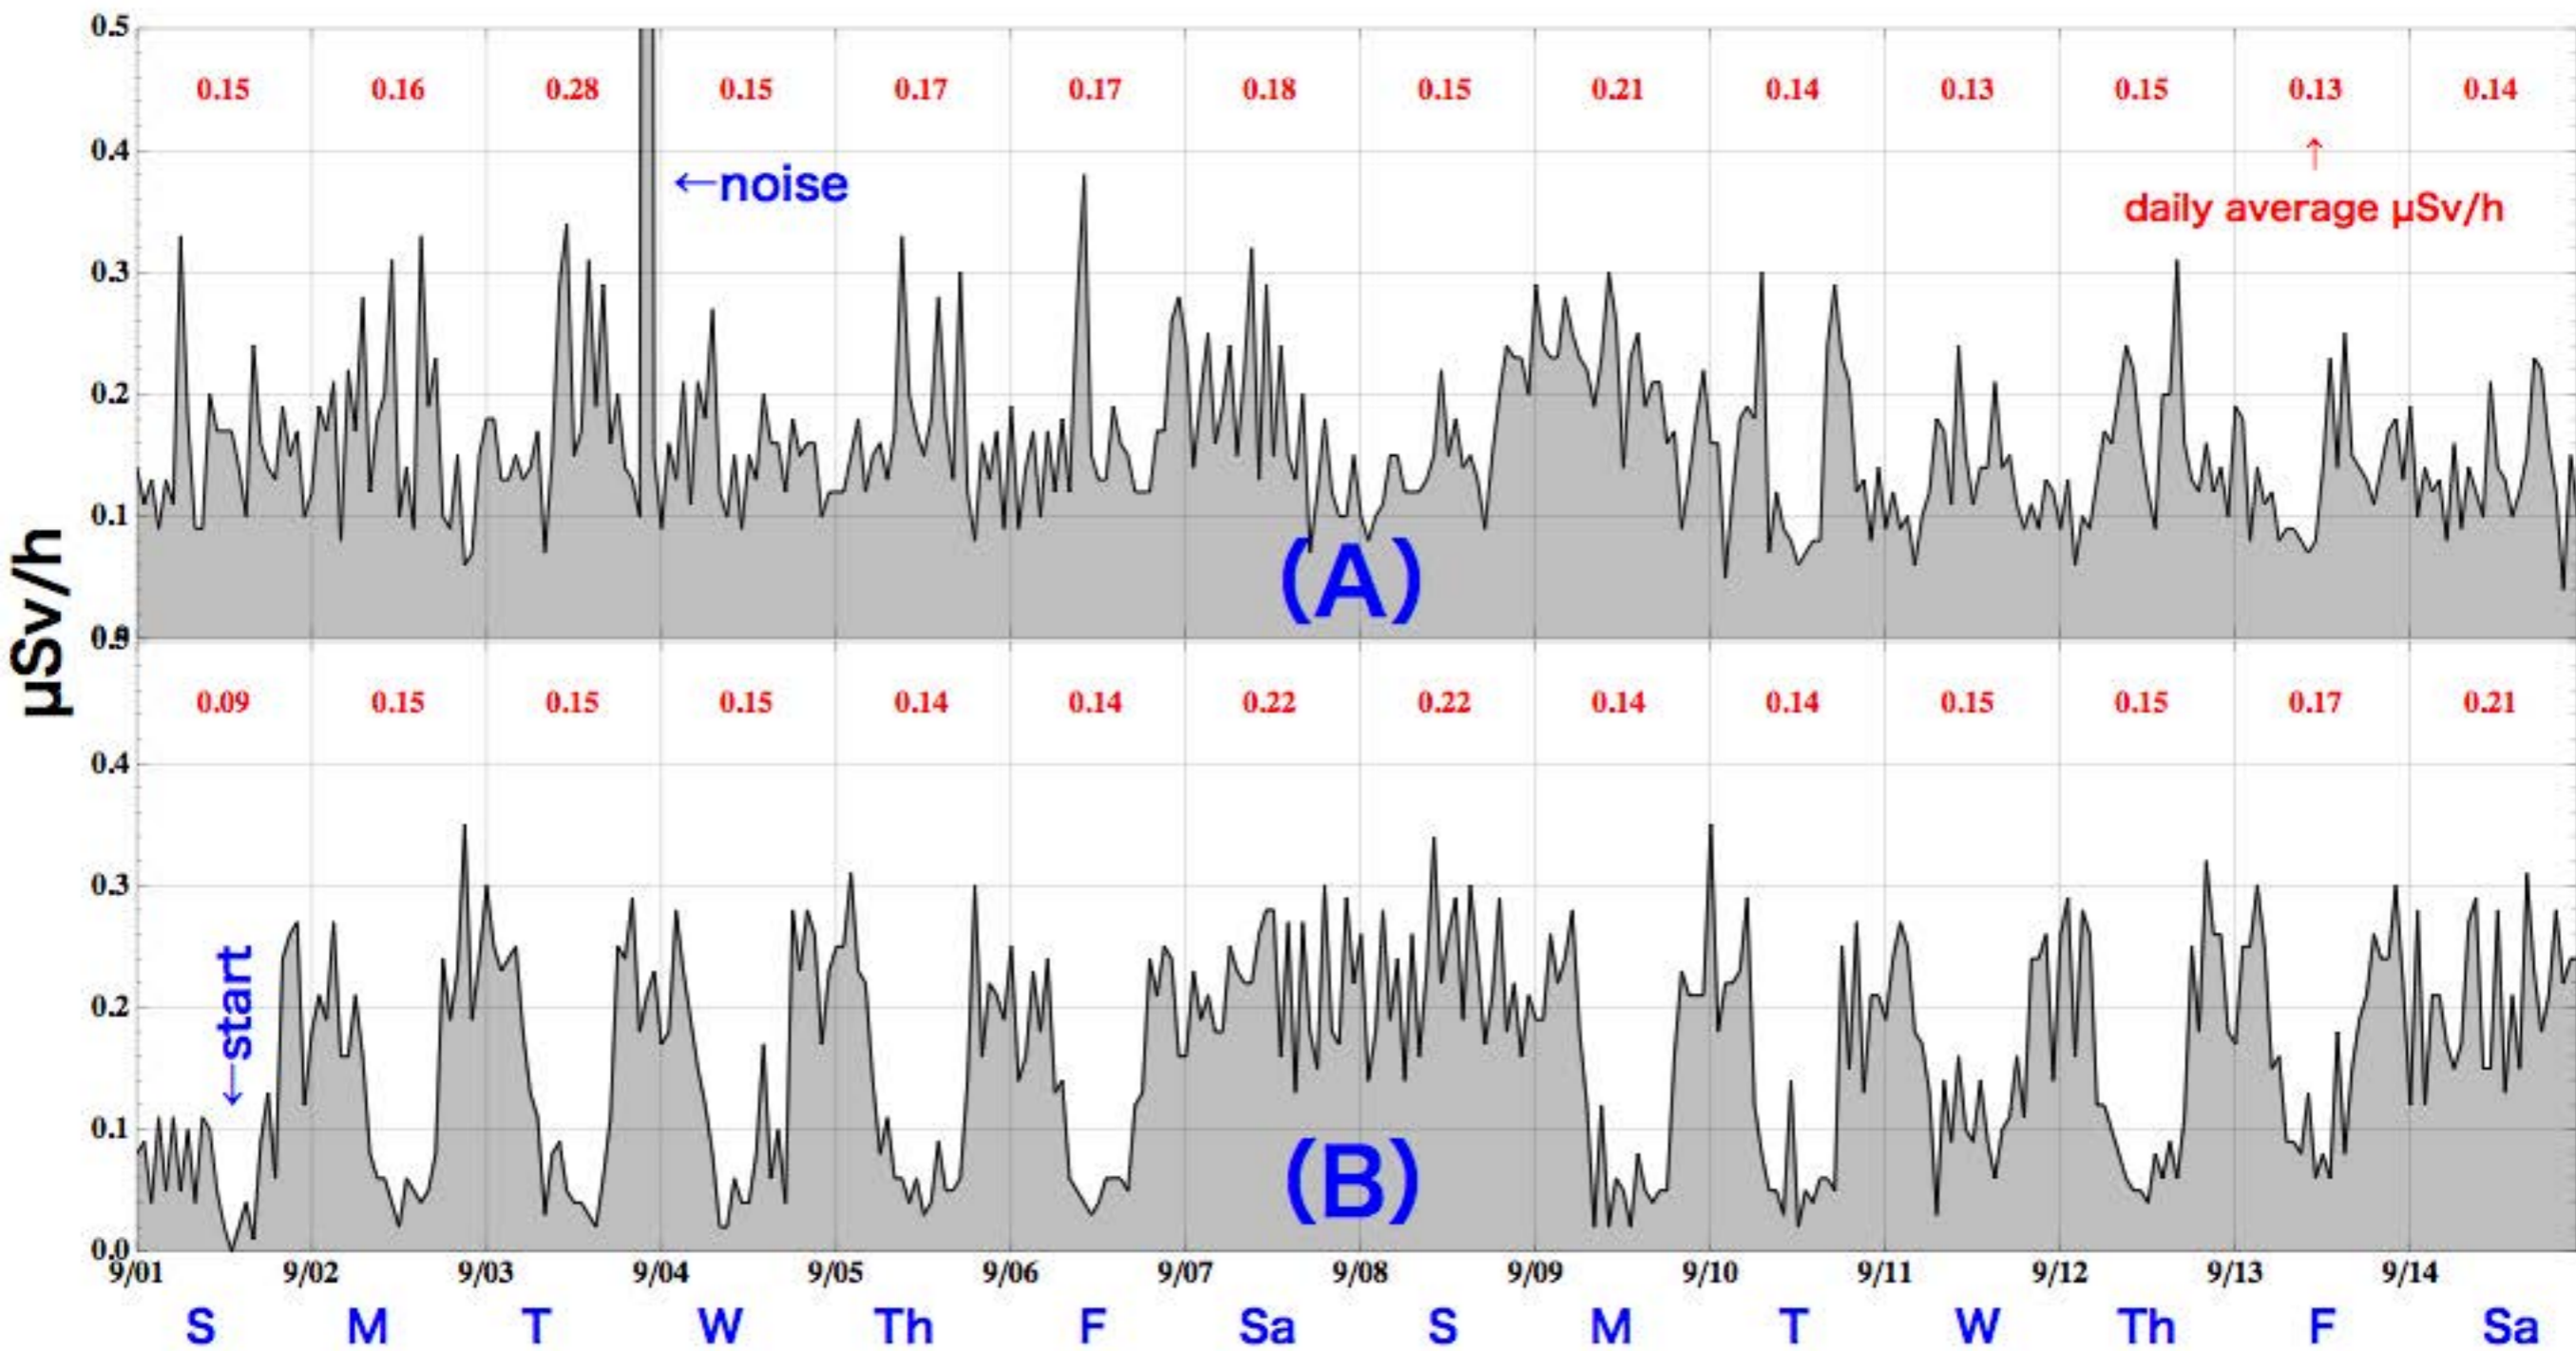 0.5
0.15 0.16 0.28 0.15 0.17 0.17 0.18 0.15 0.21 0.14 0.13 0.15 0.13 0.14
0.4
↑
←noise
daily average μSv/h
0.3
0.2
0.1
(A)
μSv/h
0.09 0.15 0.15 0.15 0.14 0.14 0.22 0.22 0.14 0.14 0.15 0.15 0.17 0.21
0.4
0.3
←start
0.2
0.1
(B)
0.0
9/01 9/02 9/03 9/04 9/05 9/06 9/07 9/08 9/09 9/10 9/11 9/12 9/13 9/14
S M T W Th F Sa S M T W Th F Sa